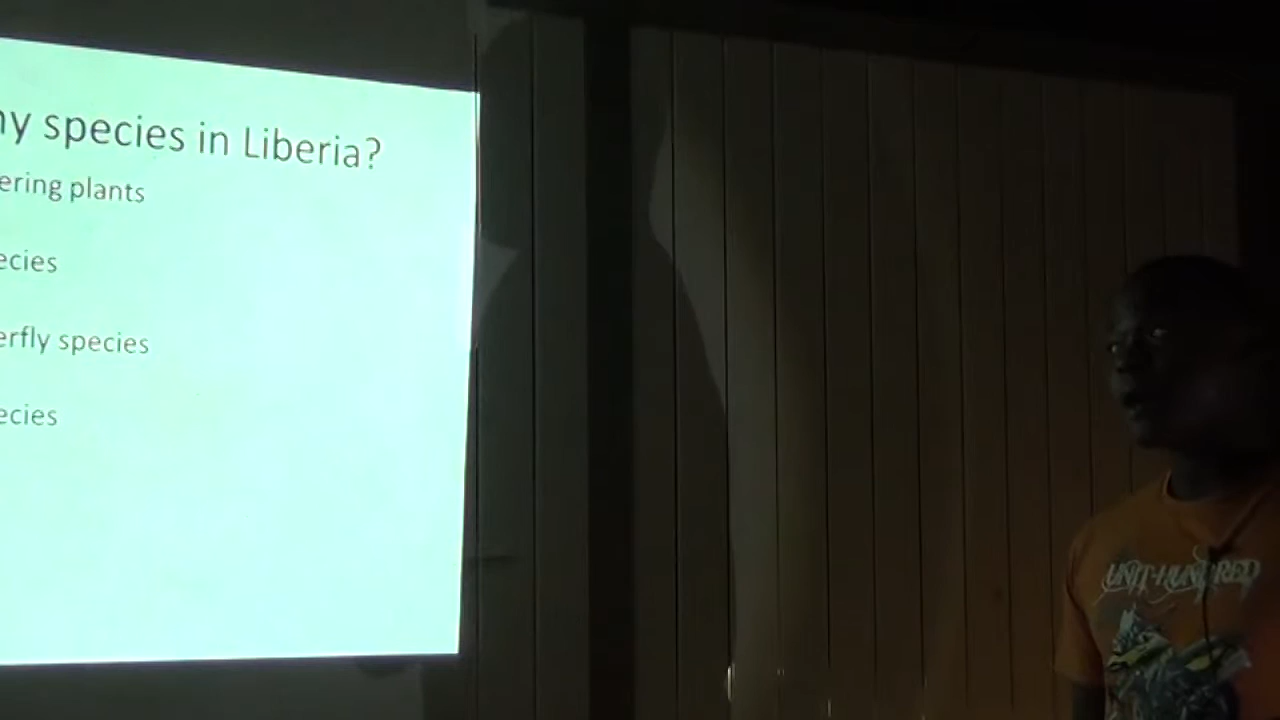 ny species in Liberia?
ering plants
ecies
erfly species
ecies
UNIT-HUNDRED